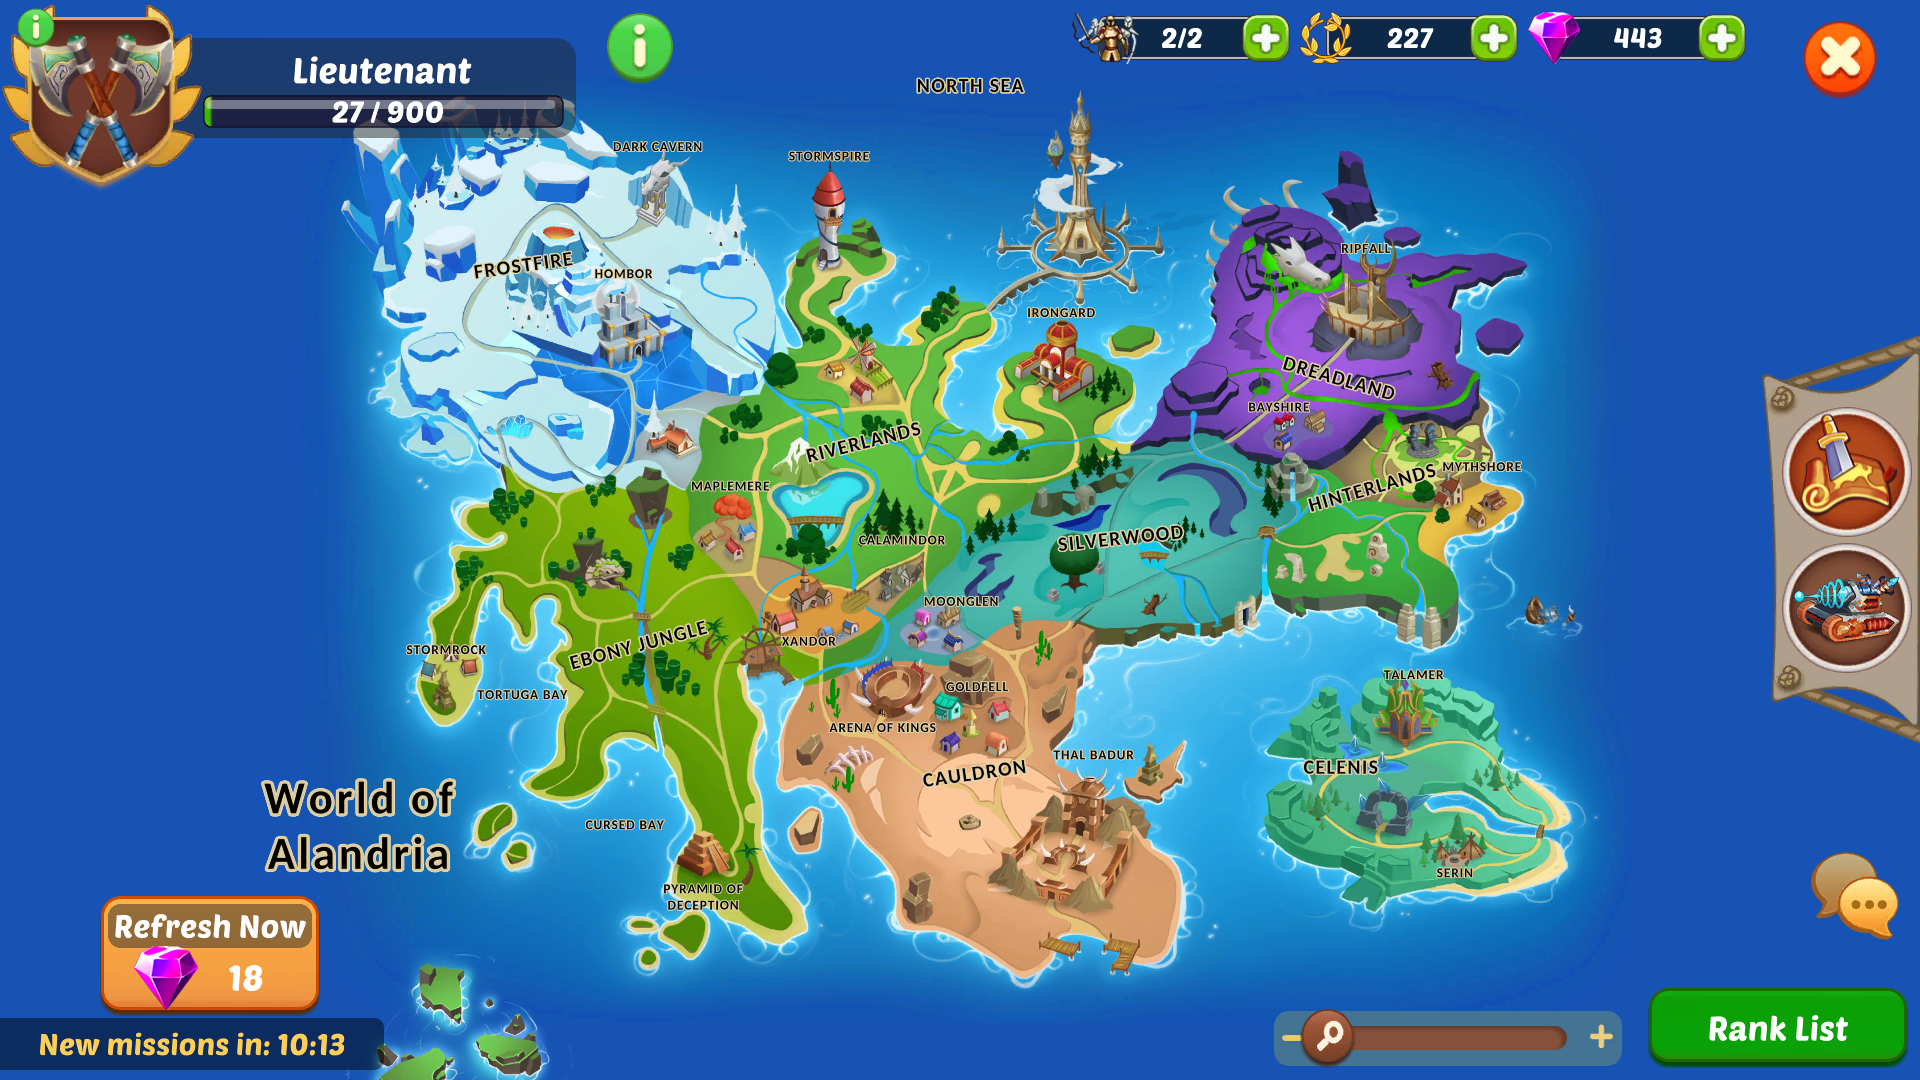 Lieutenant
27 / 900
2/2
227
443
NORTH SEA
DARK CAVERN
STORMSPIRE
FROSTFIRE
HOMBOR
RIPFALL
IRONGARD
DREADLAND
BAYSHIRE
RIVERLANDS
MYTHSHORE
HINTERLANDS
MAPLEMERE
CALAMINDOR
SILVERWOOD
MOONGLEN
XANDOR
EBONY JUNGLE
STORMROCK
TORTUGA BAY
GOLDFELL
ARENA OF KINGS
TALAMER
THAL BADUR
CAULDRON
CELENIS
World of
Alandria
CURSED BAY
SERIN
PYRAMID OF
DECEPTION
Refresh Now
18
New missions in: 10:13
Rank List